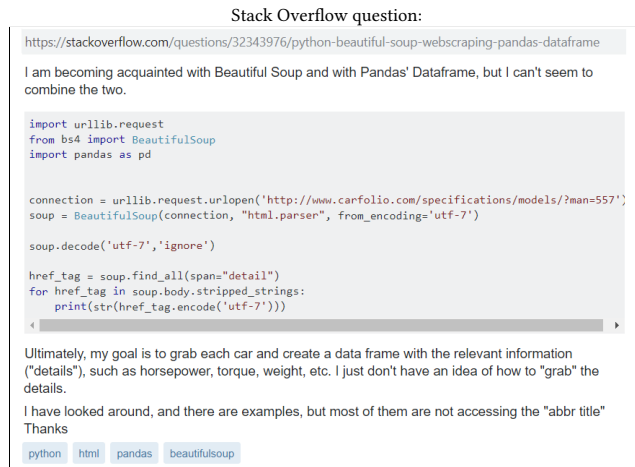 Stack Overflow question:
https://stackoverflow.com/questions/32343976/python-beautiful-soup-webscraping-pandas-dataframe
I am becoming acquainted with Beautiful Soup and with Pandas' Dataframe, but I can't seem to
combine the two.
import urllib.request
from bs4 import BeautifulSoup
import pandas as pd
connection = urllib.request.urlopen('http://www.carfolio.com/specifications/models/?man=557')
soup = BeautifulSoup(connection, "html.parser", from_encoding='utf-7')
soup.decode('utf-7','ignore')
href_tag = soup.find_all(span="detail")
for href_tag in soup.body.stripped_strings:
    print(str(href_tag.encode('utf-7')))
Ultimately, my goal is to grab each car and create a data frame with the relevant information
("details"), such as horsepower, torque, weight, etc. I just don't have an idea of how to "grab" the
details.
I have looked around, and there are examples, but most of them are not accessing the "abbr title"
Thanks
python html pandas beautifulsoup